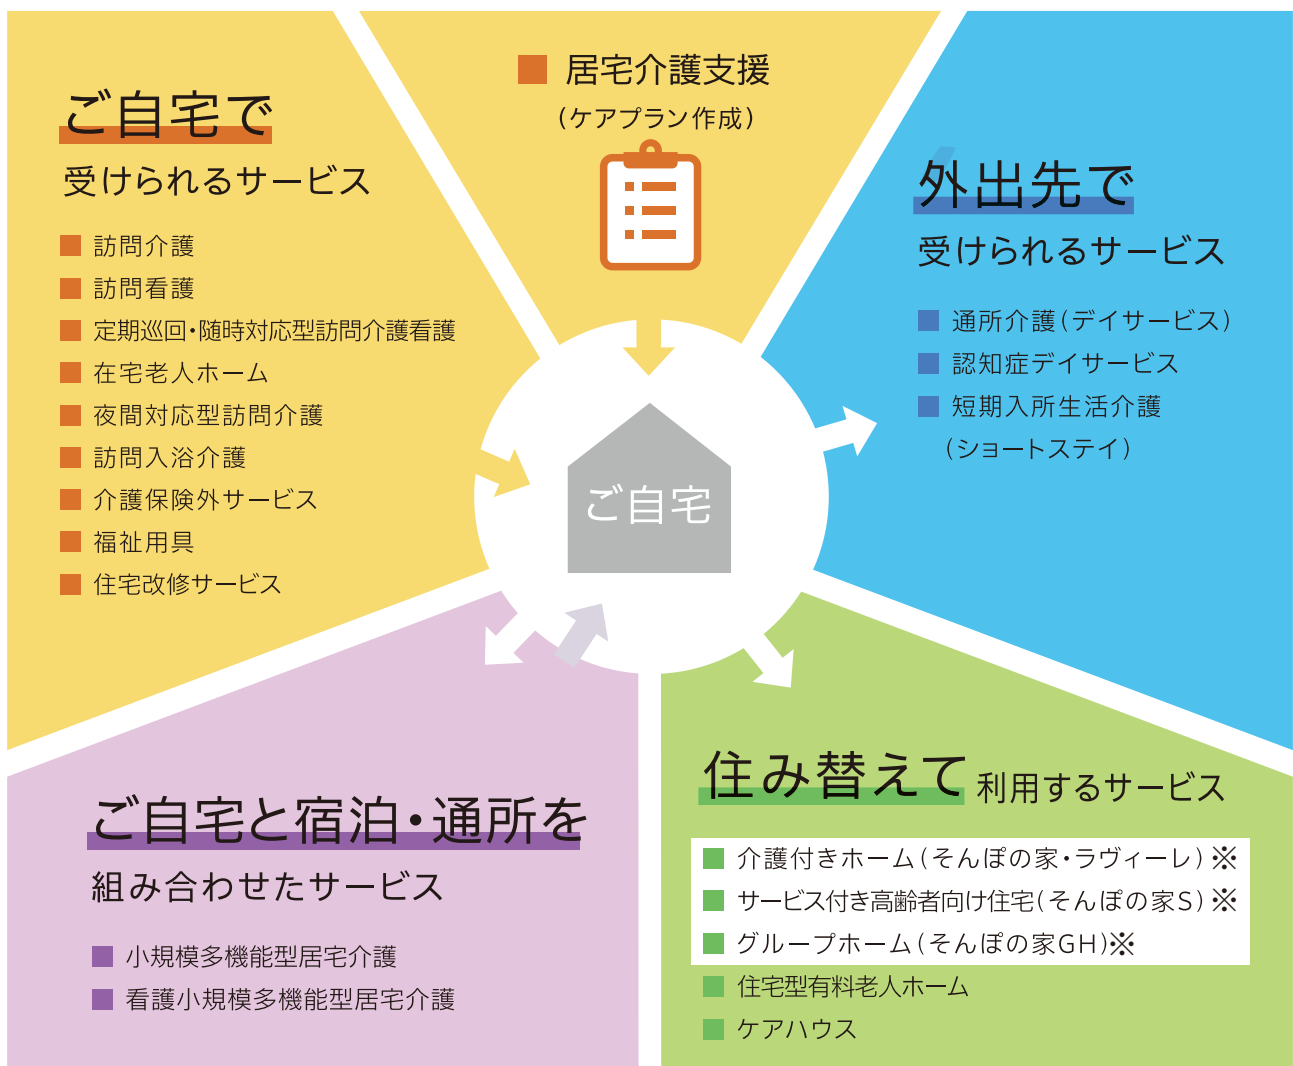 ご自宅で
受けられるサービス
訪問介護
訪問看護
定期巡回・随時対応型訪問介護看護
在宅老人ホーム
夜間対応型訪問介護
訪問入浴介護
介護保険外サービス
福祉用具
住宅改修サービス
居宅介護支援
(ケアプラン作成)
外出先で
受けられるサービス
通所介護(デイサービス)
認知症デイサービス
短期入所生活介護
(ショートステイ)
ご自宅
ご自宅と宿泊・通所を
組み合わせたサービス
小規模多機能型居宅介護
看護小規模多機能型居宅介護
住み替えて利用するサービス
介護付きホーム(そんぽの家・ラヴィーレ)※
サービス付き高齢者向け住宅(そんぽの家S)※
グループホーム(そんぽの家GH)※
住宅型有料老人ホーム
ケアハウス